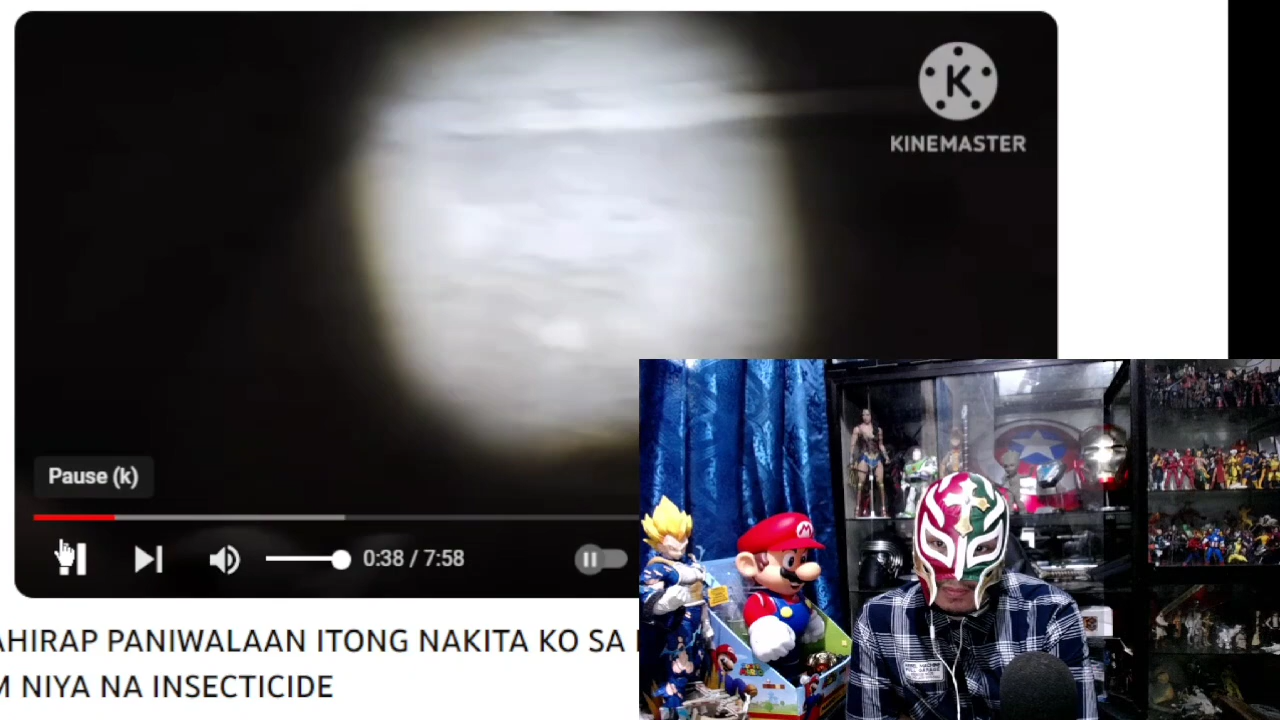 K
KINEMASTER
Pause (k)
0:38 / 7:58
AHIRAP PANIWALAAN ITONG NAKITA KO SA
NIYA NA INSECTICIDE